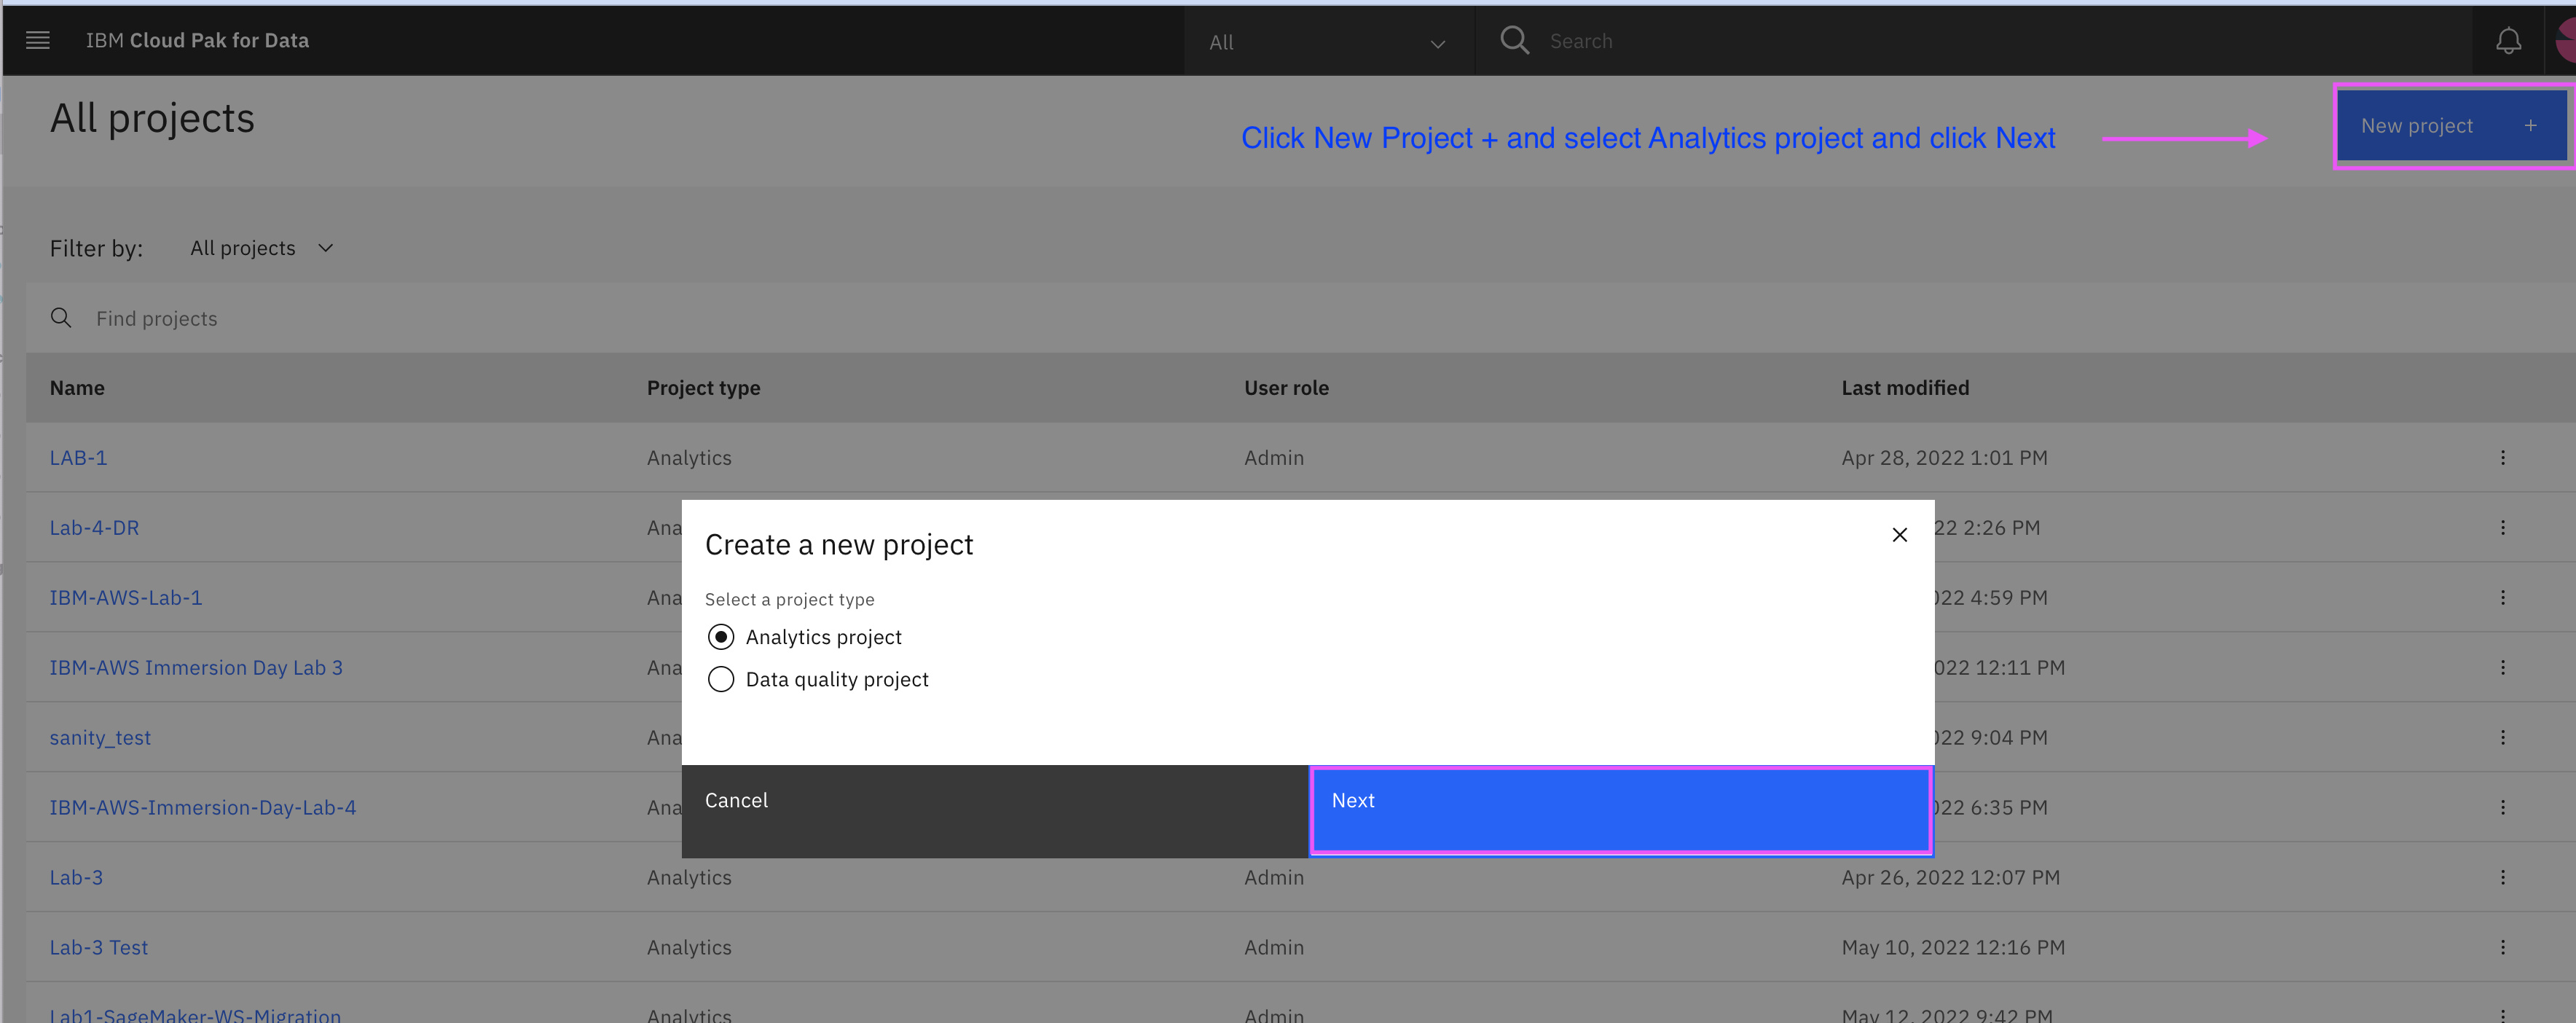 IBM Cloud Pak for Data All Search
All projects
Click New Project + and select Analytics project and click Next
New project +
Filter by: All projects
Find projects
Name Project type User role Last modified
LAB-1 Analytics Admin Apr 28, 2022 1:01 PM
Lab-4-DR Ana 22 2:26 PM
IBM-AWS-Lab-1 Ana 022 4:59 PM
IBM-AWS Immersion Day Lab 3 Ana 022 12:11 PM
sanity_test Ana 022 9:04 PM
IBM-AWS-Immersion-Day-Lab-4 Ana 022 6:35 PM
Create a new project
Select a project type
Analytics project
Data quality project
Cancel Next
Lab-3 Analytics Admin Apr 26, 2022 12:07 PM
Lab-3 Test Analytics Admin May 10, 2022 12:16 PM
Lab1-SageMaker-WS-Migration Analytics Admin May 12, 2022 9:42 PM